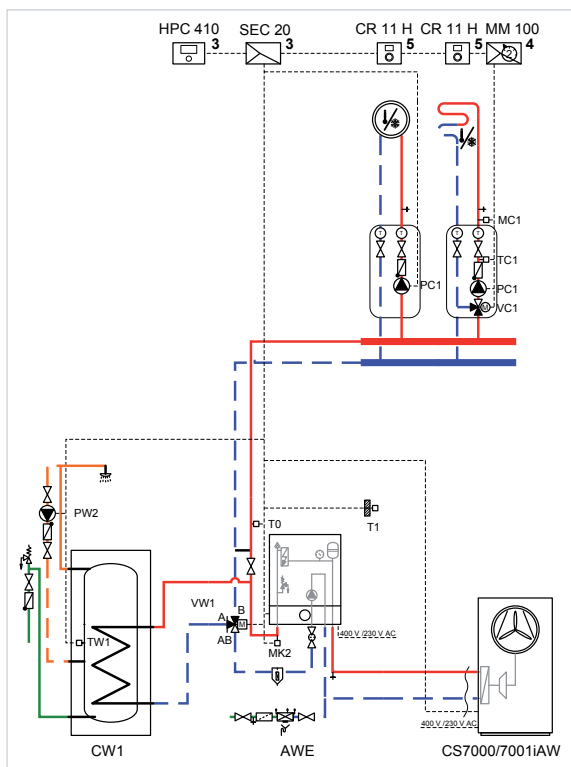 HPC 410 SEC 20 CR 11 H CR 11 H MM 100
3 3 5 5 4
2
T T T T
MC1
TC1
PC1 PC1
M VC1
PW2
T0
T1
VW1 B
A M
AB
400 V /230 V AC
TW1
MK2
400 V /230 V AC
CW1 AWE CS7000/7001iAW